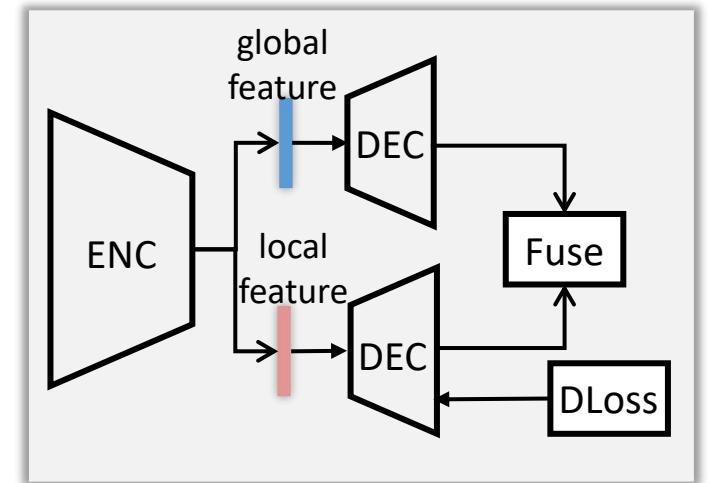 global
feature
DEC
ENC
local
feature
Fuse
DEC
DLoss